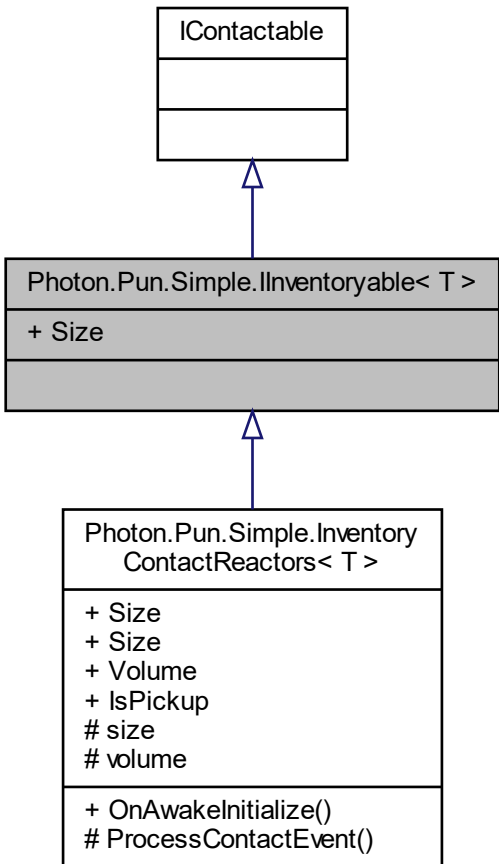 IContactable
Photon.Pun.Simple.IInventoryable< T >
+ Size
Photon.Pun.Simple.Inventory
ContactReactors< T >
+ Size
+ Size
+ Volume
+ IsPickup
# size
# volume
+ OnAwakeInitialize()
# ProcessContactEvent()